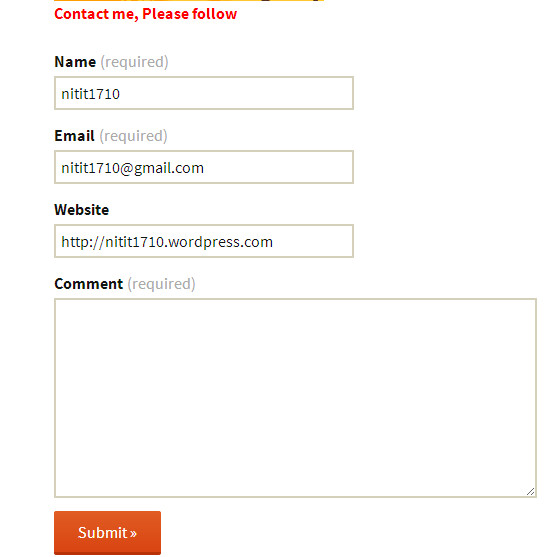 Contact me, Please follow
Name (required)
nitit1710
Email (required)
nitit1710@gmail.com
Website
http://nitit1710.wordpress.com
Comment (required)
Submit »